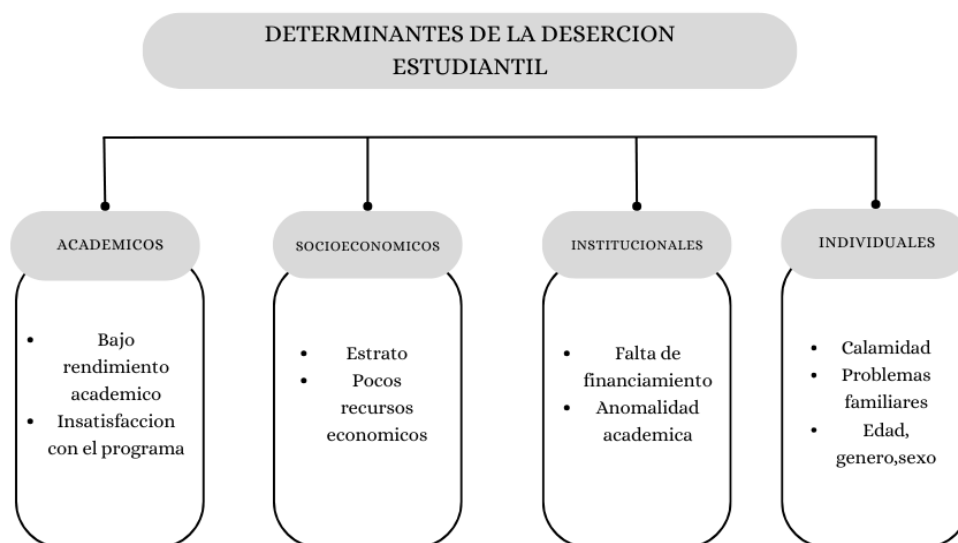 DETERMINANTES DE LA DESERCION
ESTUDIANTIL
ACADEMICOS
• Bajo
rendimiento
academico
• Insatisfaccion
con el programa
SOCIOECONOMICOS
• Estrato
• Pocos
recursos
economicos
INSTITUCIONALES
• Falta de
financiamiento
• Anomalidad
academica
INDIVIDUALES
• Calamidad
• Problemas
familiares
• Edad,
genero,sexo